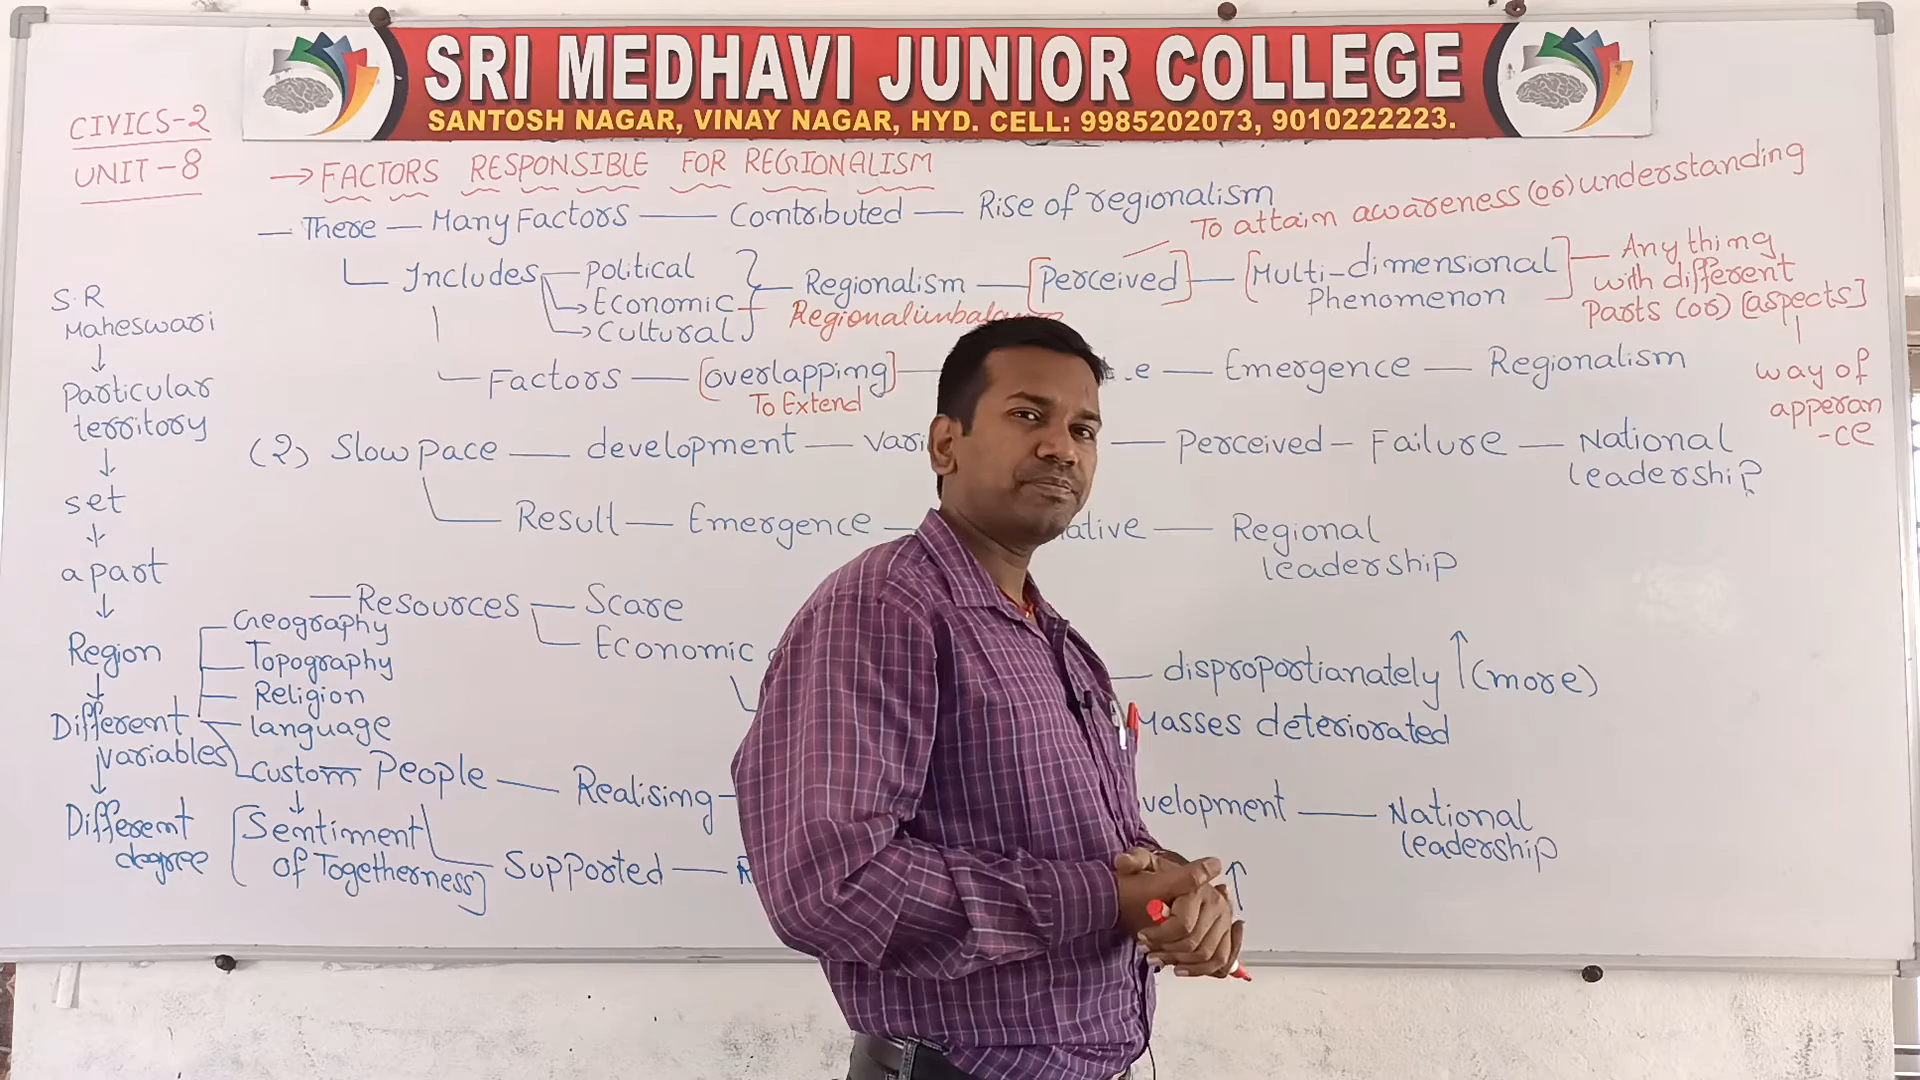 SRI MEDHAVI JUNIOR COLLEGE
SANTOSH NAGAR, VINAY NAGAR, HYD. CELL: 9985202073, 9010222223.
CIVICS-2
UNIT-8
→ FACTORS RESPONSIBLE FOR REGIONALISM
— There — Many Factors — Contributed — Rise of regionalism
To attain awareness (or) understanding
Includes — Political
→ Economic
→ Cultural
Regionalism — [Perceived] — [Multi-dimensional
Phenomenon]
Regional
— Any thing
with different
Parts (or) [aspects]
way of
apperan
-ce
Factors — [overlapping]
To Extend
— Emergence — Regionalism
(2) Slow pace — development — — Perceived — Failure — National
leadership
Result — Emergence — — Regional
leadership
— Resources — Scare
Economic
— disproportianately ↑ (more)
Masses deteriorated
People — Realising —
— National
leadership
Supported —
↑
S.R
Maheswari
↓
Particular
territory
↓
set
↓
apart
↓
Region
↓
Different
variables
↓
Different
degree
Geography
Topography
Religion
language
custom
↓
[Sentiment
of Togetherness]